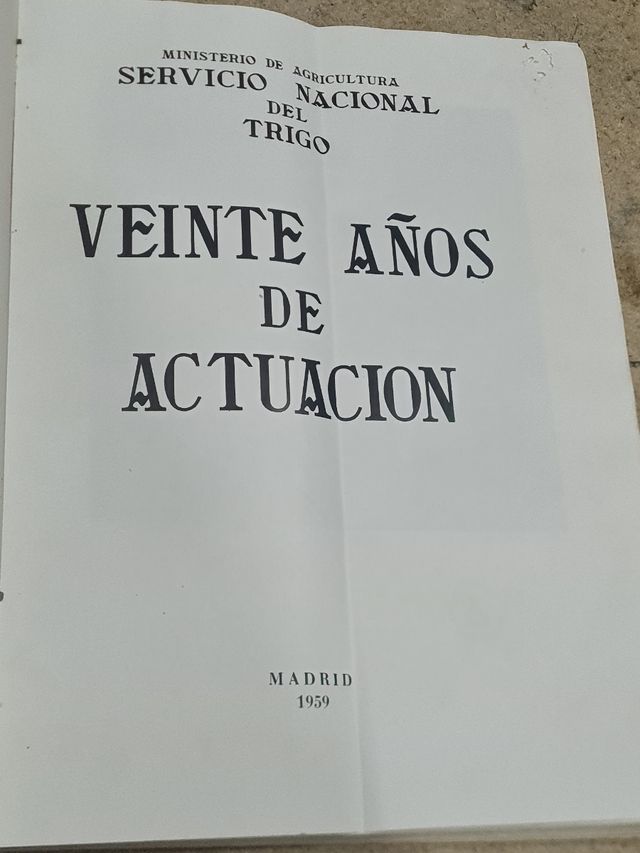 MINISTERIO DE AGRICULTURA
SERVICIO NACIONAL
DEL
TRIGO
VEINTE AÑOS
DE
ACTUACION
MADRID
1959